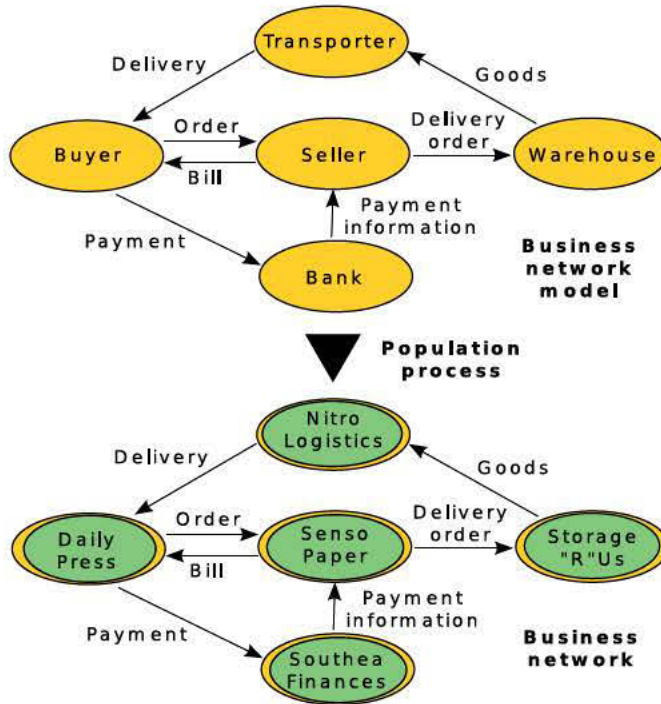 Transporter
Delivery
Goods
Buyer
Order
Bill
Seller
Delivery
order
Warehouse
Payment
Payment
information
Bank
Business
network
model
Population
process
Nitro
Logistics
Delivery
Goods
Daily
Press
Order
Bill
Senso
Paper
Delivery
order
Storage
"R"Us
Payment
Payment
information
Southea
Finances
Business
network